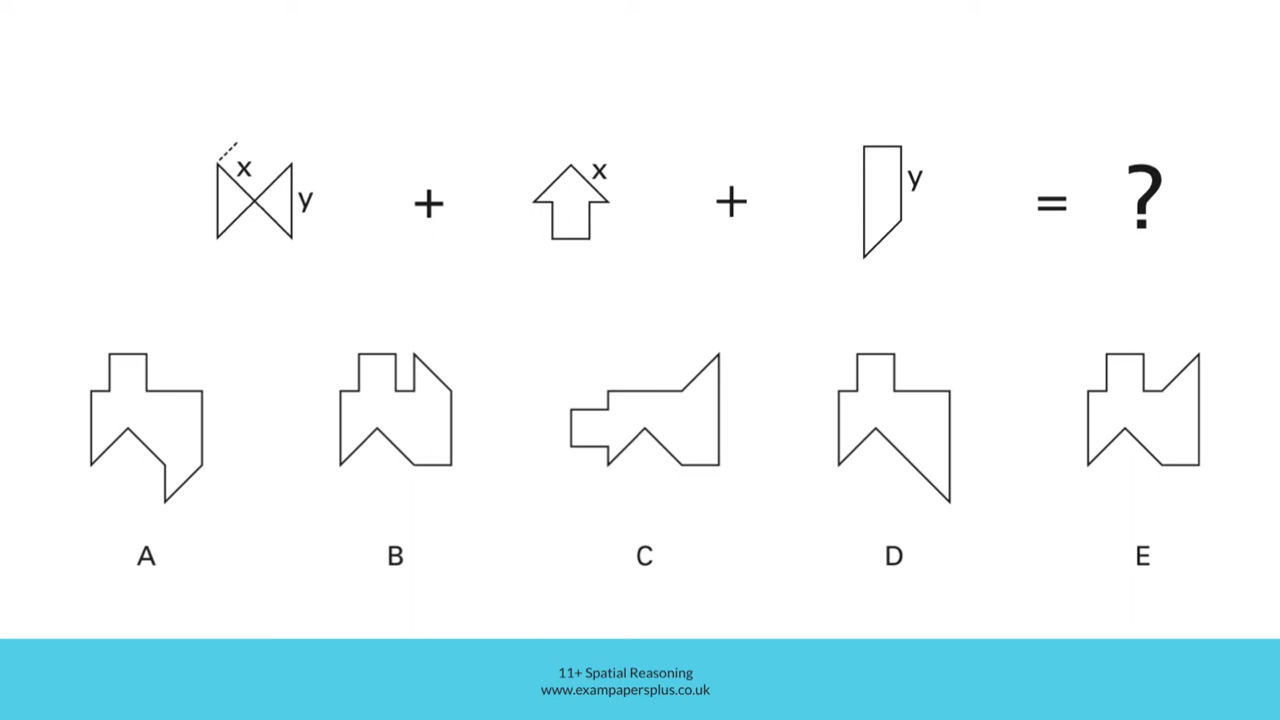 x y + x + y = ?
A B C D E
11+ Spatial Reasoning
www.exampapersplus.co.uk